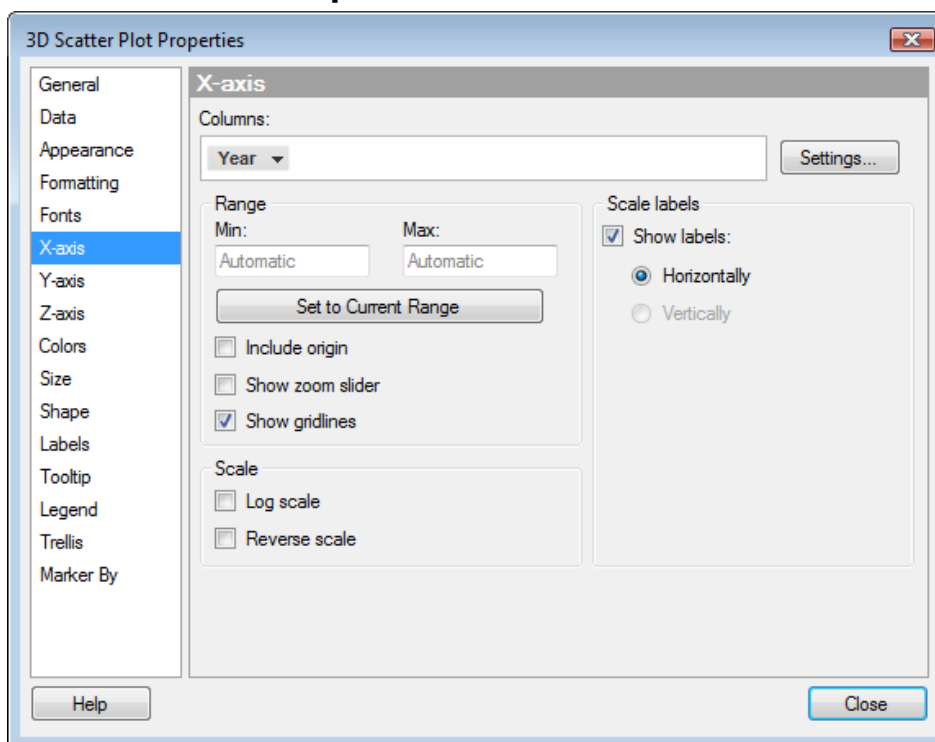 3D Scatter Plot Properties
General
Data
Appearance
Formatting
Fonts
X-axis
Y-axis
Z-axis
Colors
Size
Shape
Labels
Tooltip
Legend
Trellis
Marker By
X-axis
Columns:
Year
Settings...
Range
Min:
Max:
Automatic
Automatic
Set to Current Range
Include origin
Show zoom slider
Show gridlines
Scale
Log scale
Reverse scale
Scale labels
Show labels:
Horizontally
Vertically
Help
Close